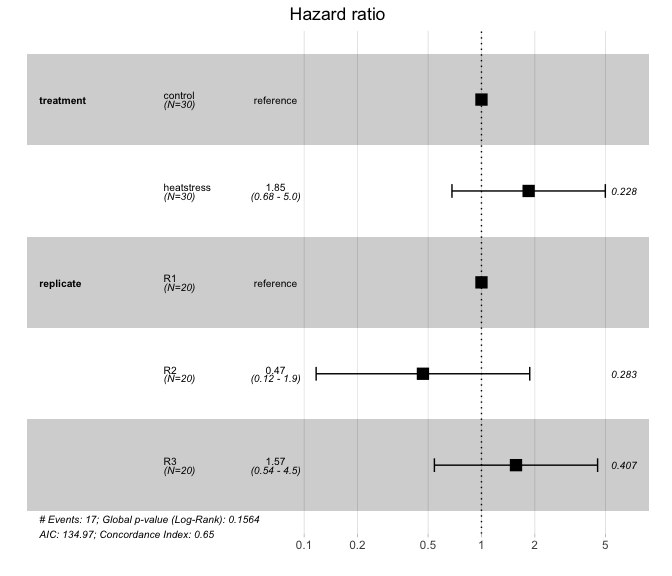 Hazard ratio
treatment
control
(N=30)
reference
heatstress
(N=30)
1.85
(0.68 - 5.0)
0.228
replicate
R1
(N=20)
reference
R2
(N=20)
0.47
(0.12 - 1.9)
0.283
R3
(N=20)
1.57
(0.54 - 4.5)
0.407
# Events: 17; Global p-value (Log-Rank): 0.1564
AIC: 134.97; Concordance Index: 0.65
0.1 0.2 0.5 1 2 5